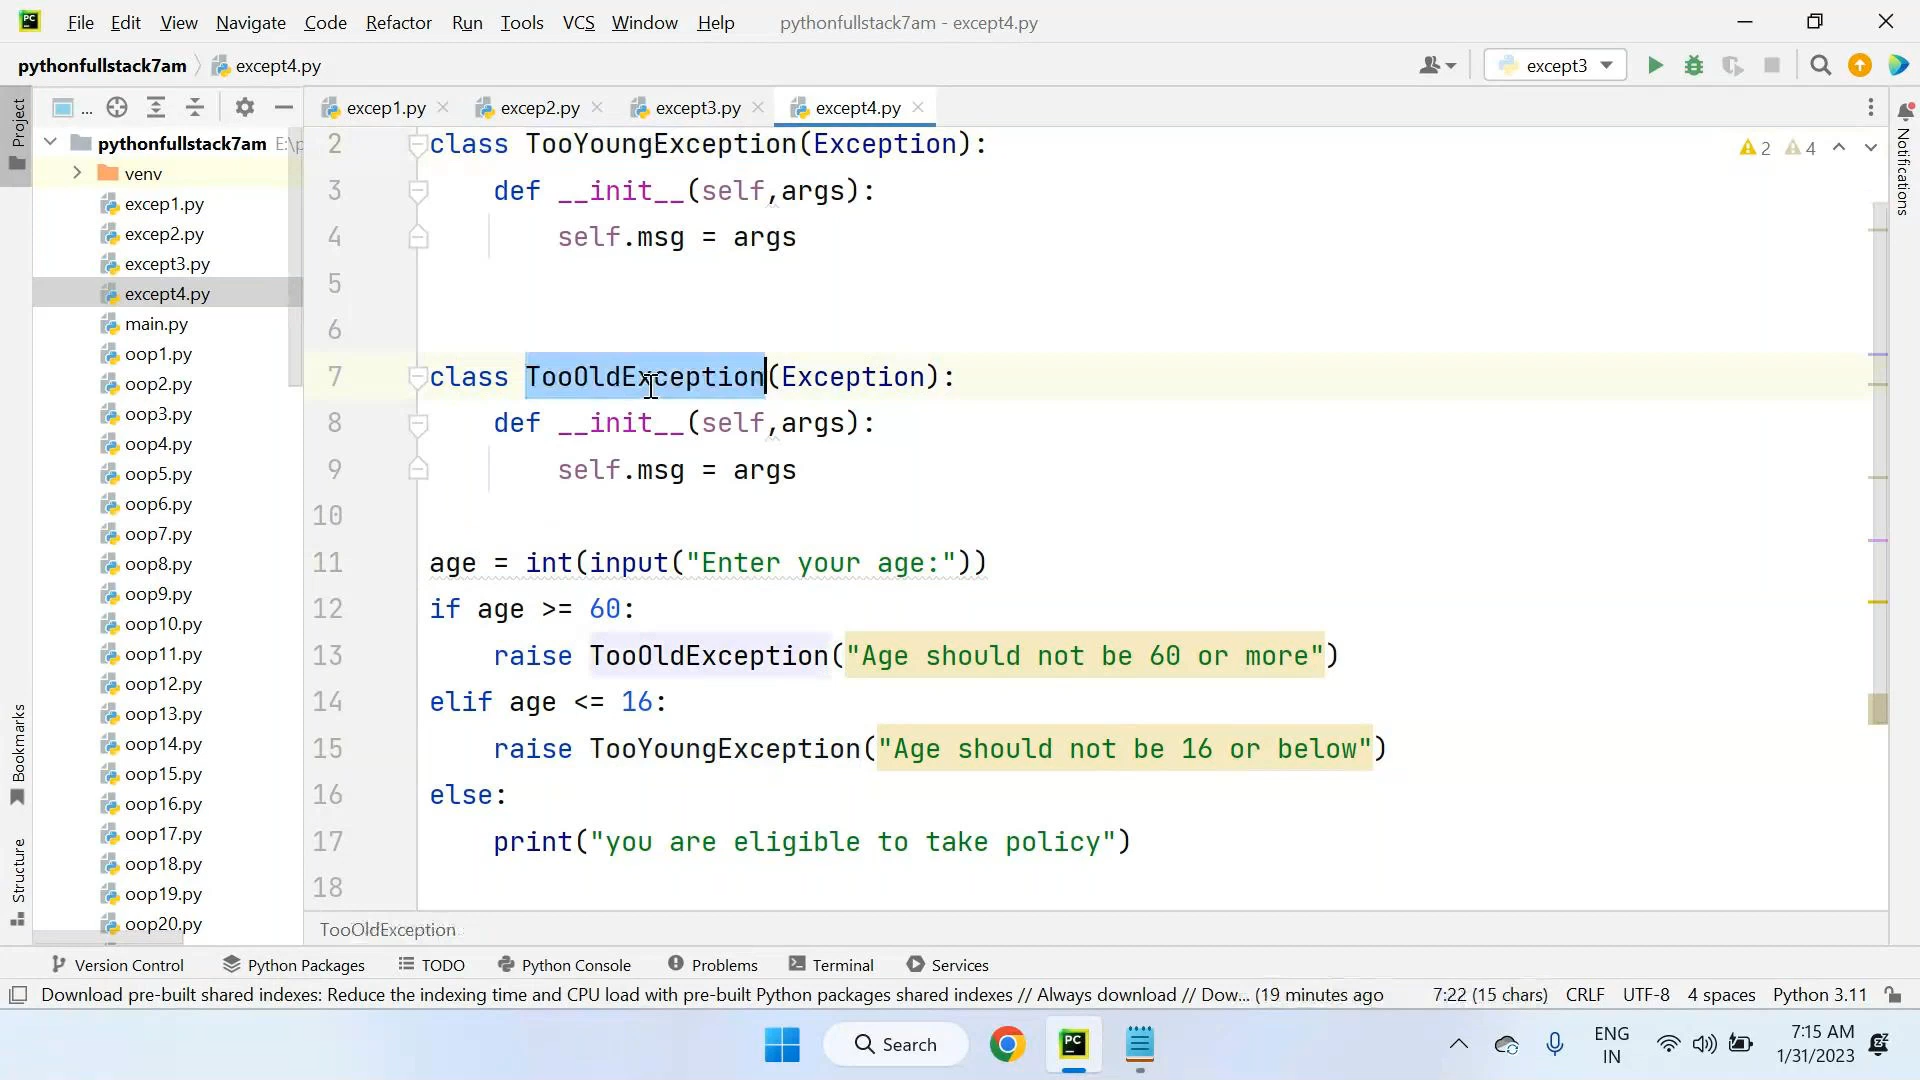 PC File Edit View Navigate Code Refactor Run Tools VCS Window Help pythonfullstack7am - except4.py
pythonfullstack7am except4.py except3
Project ... excep1.py excep2.py except3.py except4.py
pythonfullstack7am E:\p
venv
excep1.py
excep2.py
except3.py
except4.py
main.py
oop1.py
oop2.py
oop3.py
oop4.py
oop5.py
oop6.py
oop7.py
oop8.py
oop9.py
oop10.py
oop11.py
oop12.py
oop13.py
oop14.py
oop15.py
oop16.py
oop17.py
oop18.py
oop19.py
oop20.py
Bookmarks
Structure
2 class TooYoungException(Exception):
3 def __init__(self,args):
4 self.msg = args
5
6
7 class TooOldException(Exception):
8 def __init__(self,args):
9 self.msg = args
10
11 age = int(input("Enter your age:"))
12 if age >= 60:
13 raise TooOldException("Age should not be 60 or more")
14 elif age <= 16:
15 raise TooYoungException("Age should not be 16 or below")
16 else:
17 print("you are eligible to take policy")
18
2 4
Notifications
TooOldException
Version Control Python Packages TODO Python Console Problems Terminal Services
Download pre-built shared indexes: Reduce the indexing time and CPU load with pre-built Python packages shared indexes // Always download // Dow... (19 minutes ago 7:22 (15 chars) CRLF UTF-8 4 spaces Python 3.11
Search PC ENG IN 7:15 AM
1/31/2023